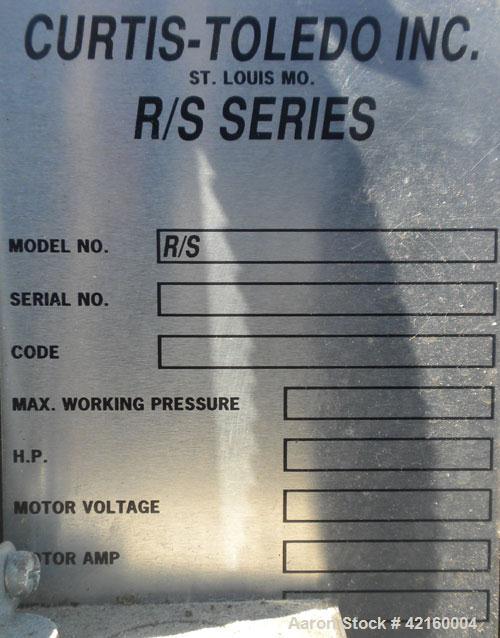 CURTIS-TOLEDO INC.
ST. LOUIS MO.
R/S SERIES
MODEL NO. R/S
SERIAL NO.
CODE
MAX. WORKING PRESSURE
H.P.
MOTOR VOLTAGE
MOTOR AMP
Aaron Stock # 42160004